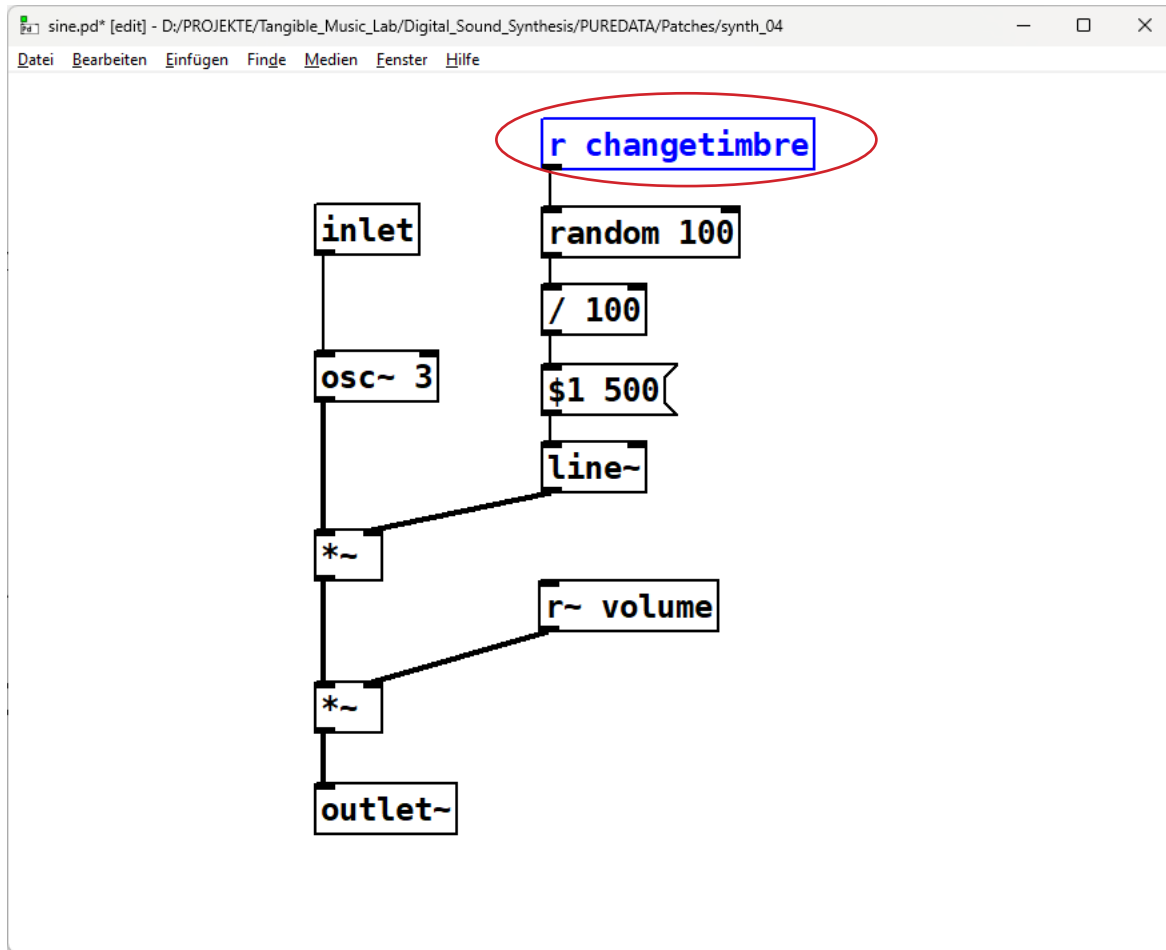 sine.pd* [edit] - D:/PROJEKTE/Tangible_Music_Lab/Digital_Sound_Synthesis/PUREDATA/Patches/synth_04
Datei Bearbeiten Einfügen Finde Medien Fenster Hilfe
r changetimbre
inlet
random 100
/ 100
osc~ 3
$1 500
line~
*~
r~ volume
*~
outlet~